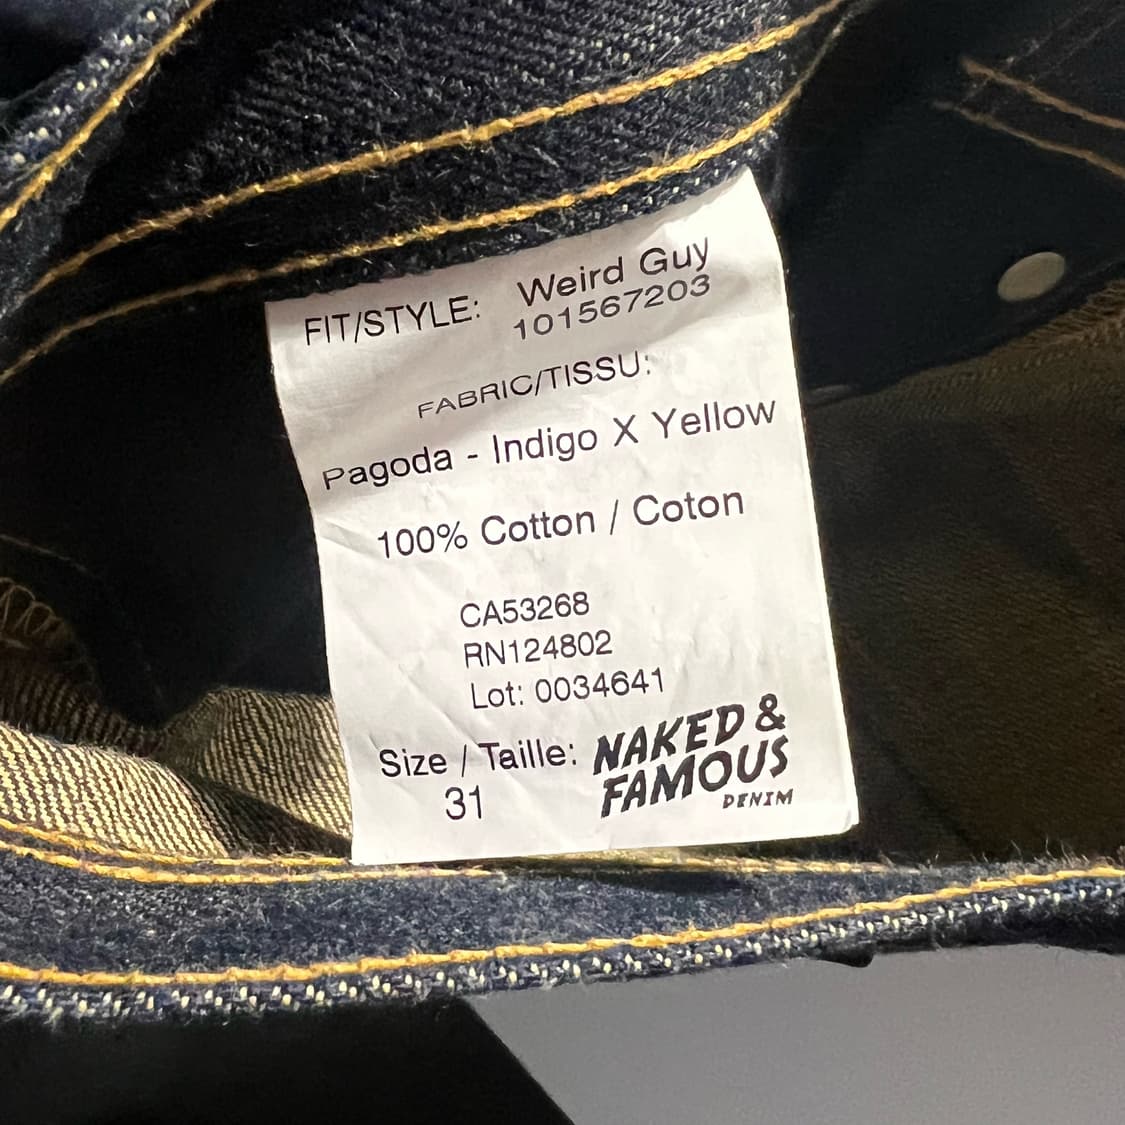 FIT/STYLE: Weird Guy
101567203
FABRIC/TISSU:
Pagoda - Indigo X Yellow
100% Cotton / Coton
CA53268
RN124802
Lot: 0034641
Size / Taille:
31
NAKED &
FAMOUS
DENIM